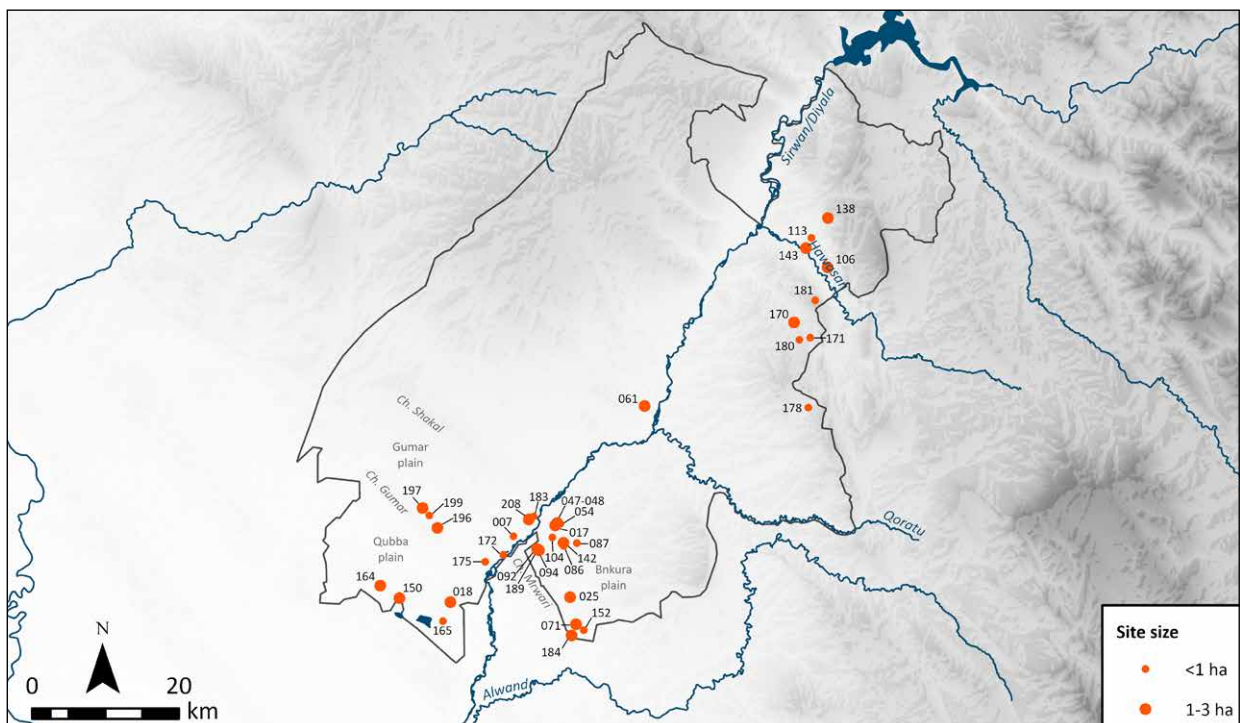 Sirwan/Diyala
138
113
Hawasan
143
106
181
170
171
180
178
061
Ch. Shakal
Gumar
plain
Ch. Gumar
197
199
196
208
183
047-048
054
007
017
172
087
Qoratu
Qubba
plain
175
104
142
086
092
094
189
Ch. Mrwari
Bnkura
plain
164
150
018
025
165
071
152
184
Alwand
N
0 20
km
Site size
<1 ha
1-3 ha